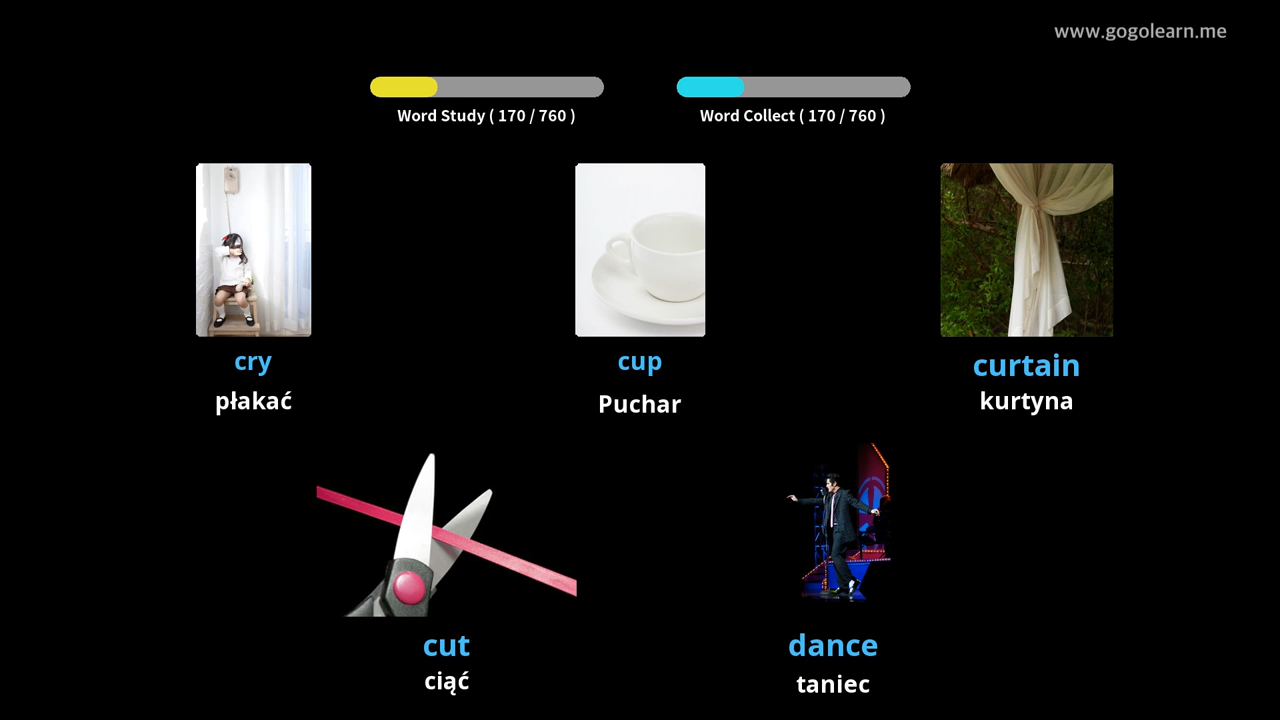 www.gogolearn.me
Word Study ( 170 / 760 )
Word Collect ( 170 / 760 )
cry
płakać
cup
Puchar
curtain
kurtyna
cut
ciąć
dance
taniec